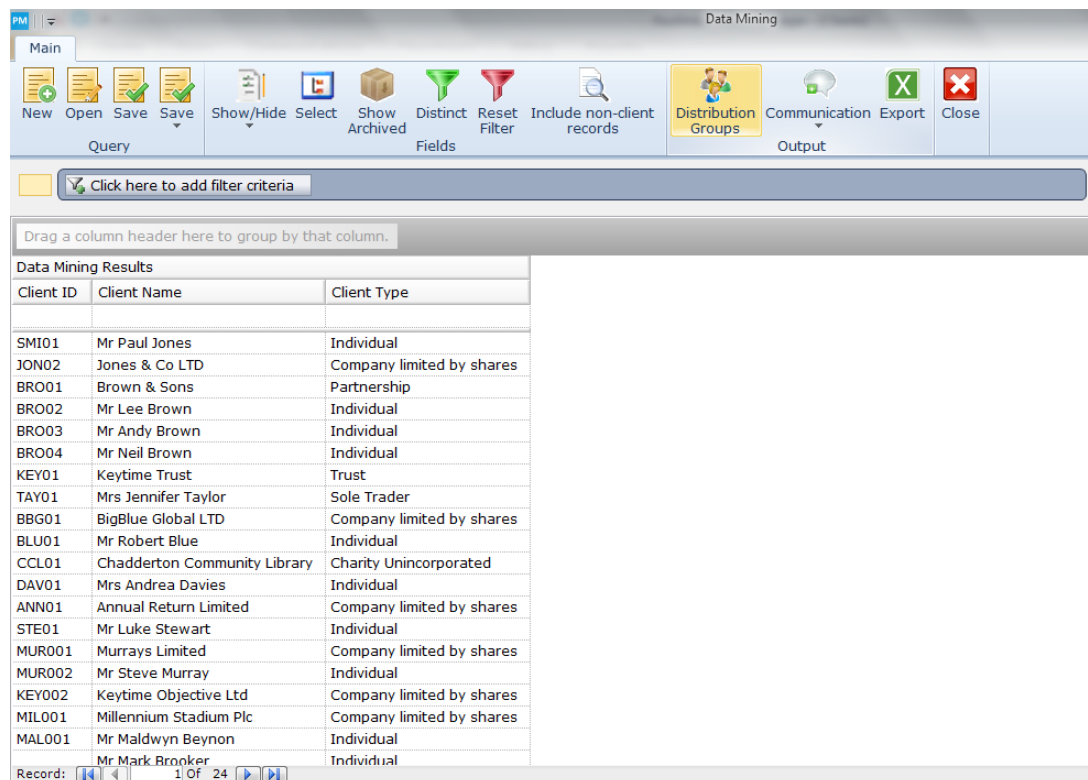 PM
Data Mining
Main
New Open Save Save Show/Hide Select Show Archived Distinct Reset Filter Include non-client records Distribution Groups Communication Export Close
Query Fields Output
Click here to add filter criteria
Drag a column header here to group by that column.
Data Mining Results
Client ID Client Name Client Type
SMI01 Mr Paul Jones Individual
JON02 Jones & Co LTD Company limited by shares
BRO01 Brown & Sons Partnership
BRO02 Mr Lee Brown Individual
BRO03 Mr Andy Brown Individual
BRO04 Mr Neil Brown Individual
KEY01 Keytime Trust Trust
TAY01 Mrs Jennifer Taylor Sole Trader
BBG01 BigBlue Global LTD Company limited by shares
BLU01 Mr Robert Blue Individual
CCL01 Chadderton Community Library Charity Unincorporated
DAV01 Mrs Andrea Davies Individual
ANN01 Annual Return Limited Company limited by shares
STE01 Mr Luke Stewart Individual
MUR001 Murrays Limited Company limited by shares
MUR002 Mr Steve Murray Individual
KEY002 Keytime Objective Ltd Company limited by shares
MIL001 Millennium Stadium Plc Company limited by shares
MAL001 Mr Maldwyn Beynon Individual
Mr Mark Brooker Individual
Record: 1 Of 24